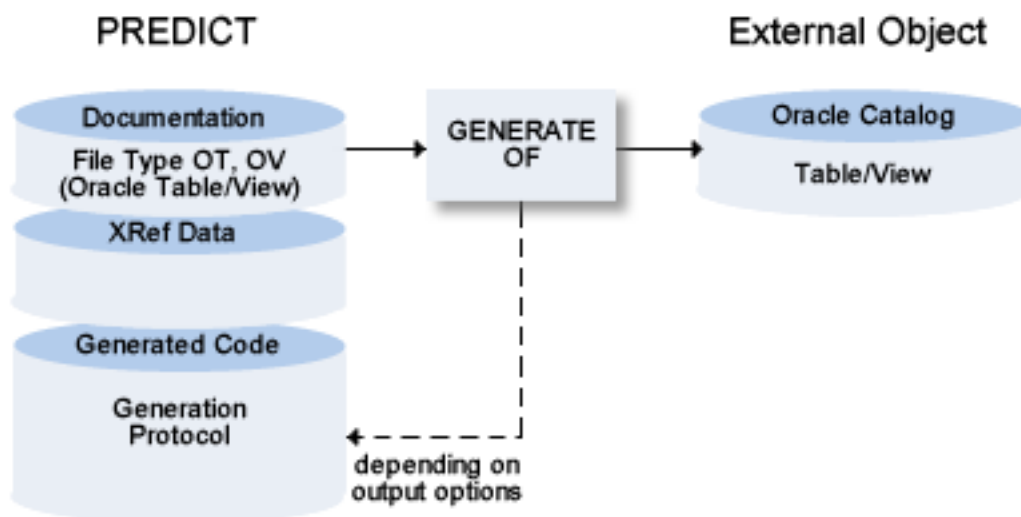 PREDICT
External Object
Documentation
File Type OT, OV
(Oracle Table/View)
XRef Data
Generated Code
Generation
Protocol
GENERATE
OF
depending on
output options
Oracle Catalog
Table/View